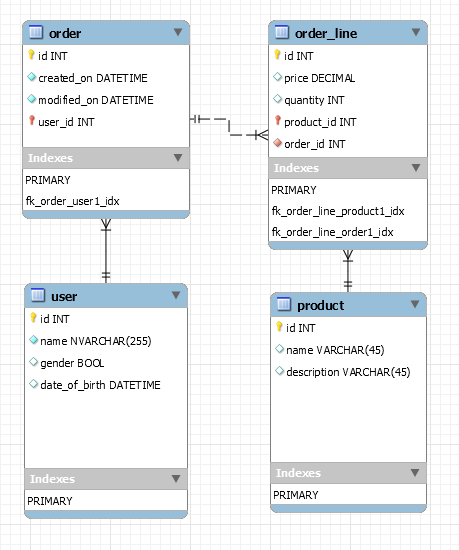 order
id INT
created_on DATETIME
modified_on DATETIME
user_id INT
Indexes
PRIMARY
fk_order_user1_idx
order_line
id INT
price DECIMAL
quantity INT
product_id INT
order_id INT
Indexes
PRIMARY
fk_order_line_product1_idx
fk_order_line_order1_idx
user
id INT
name NVARCHAR(255)
gender BOOL
date_of_birth DATETIME
Indexes
PRIMARY
product
id INT
name VARCHAR(45)
description VARCHAR(45)
Indexes
PRIMARY